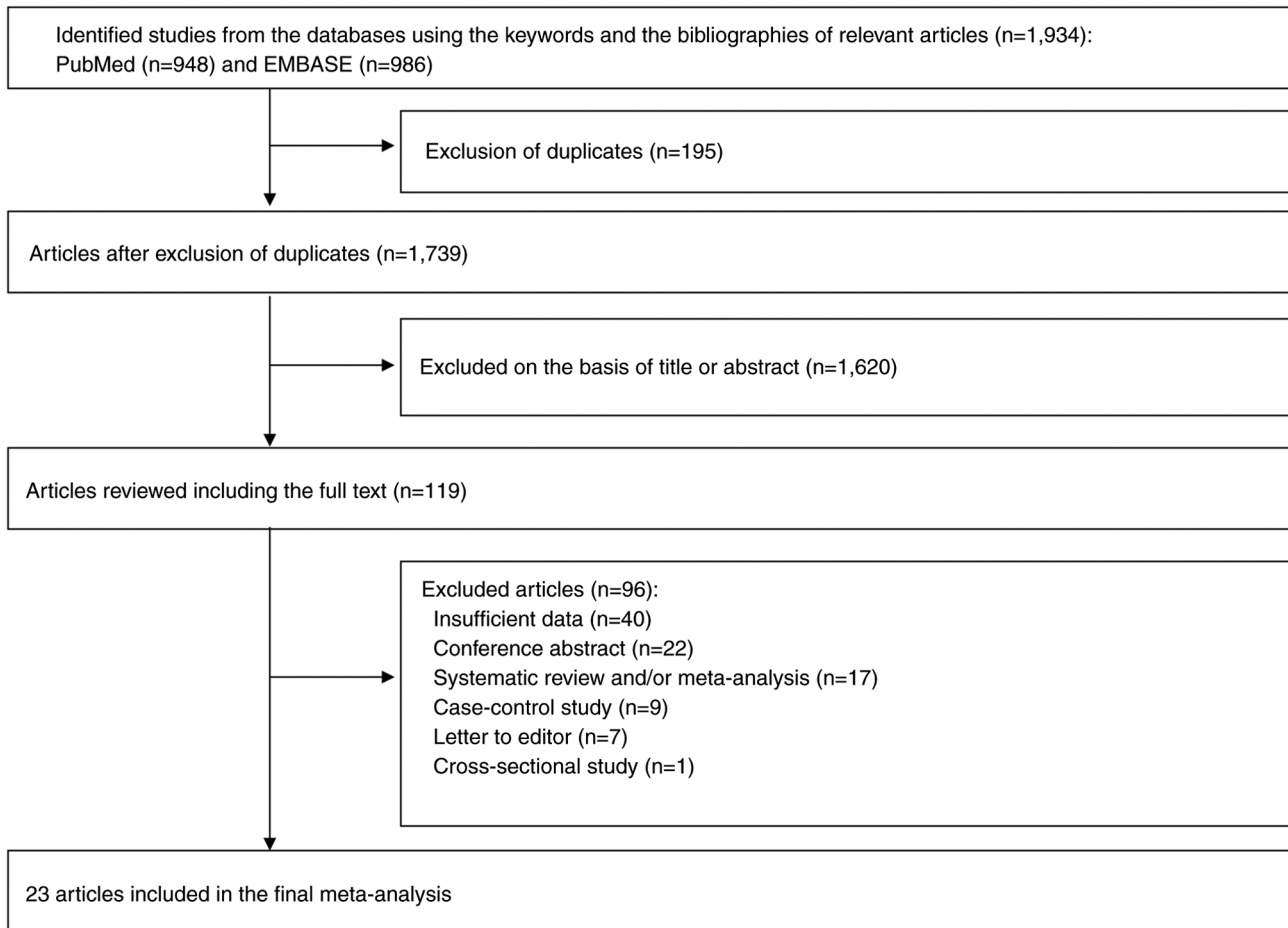 Identified studies from the databases using the keywords and the bibliographies of relevant articles (n=1,934):
PubMed (n=948) and EMBASE (n=986)
Exclusion of duplicates (n=195)
Articles after exclusion of duplicates (n=1,739)
Excluded on the basis of title or abstract (n=1,620)
Articles reviewed including the full text (n=119)
Excluded articles (n=96):
Insufficient data (n=40)
Conference abstract (n=22)
Systematic review and/or meta-analysis (n=17)
Case-control study (n=9)
Letter to editor (n=7)
Cross-sectional study (n=1)
23 articles included in the final meta-analysis